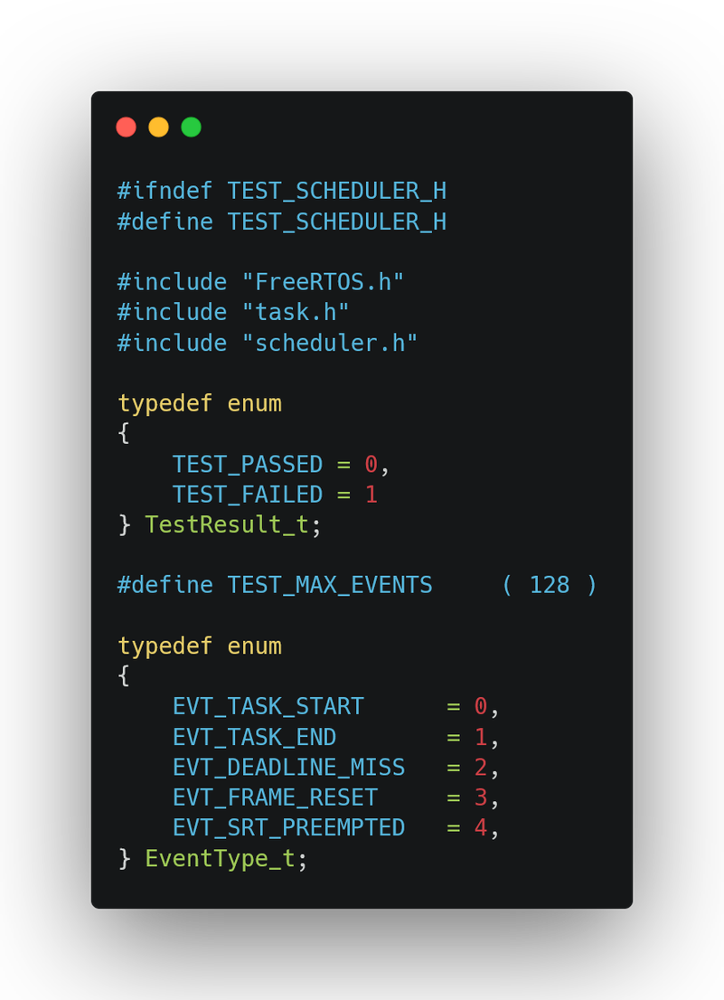 #ifndef TEST_SCHEDULER_H
#define TEST_SCHEDULER_H

#include "FreeRTOS.h"
#include "task.h"
#include "scheduler.h"

typedef enum
{
    TEST_PASSED = 0,
    TEST_FAILED = 1
} TestResult_t;

#define TEST_MAX_EVENTS     ( 128 )

typedef enum
{
    EVT_TASK_START      = 0,
    EVT_TASK_END        = 1,
    EVT_DEADLINE_MISS   = 2,
    EVT_FRAME_RESET     = 3,
    EVT_SRT_PREEMPTED   = 4,
} EventType_t;